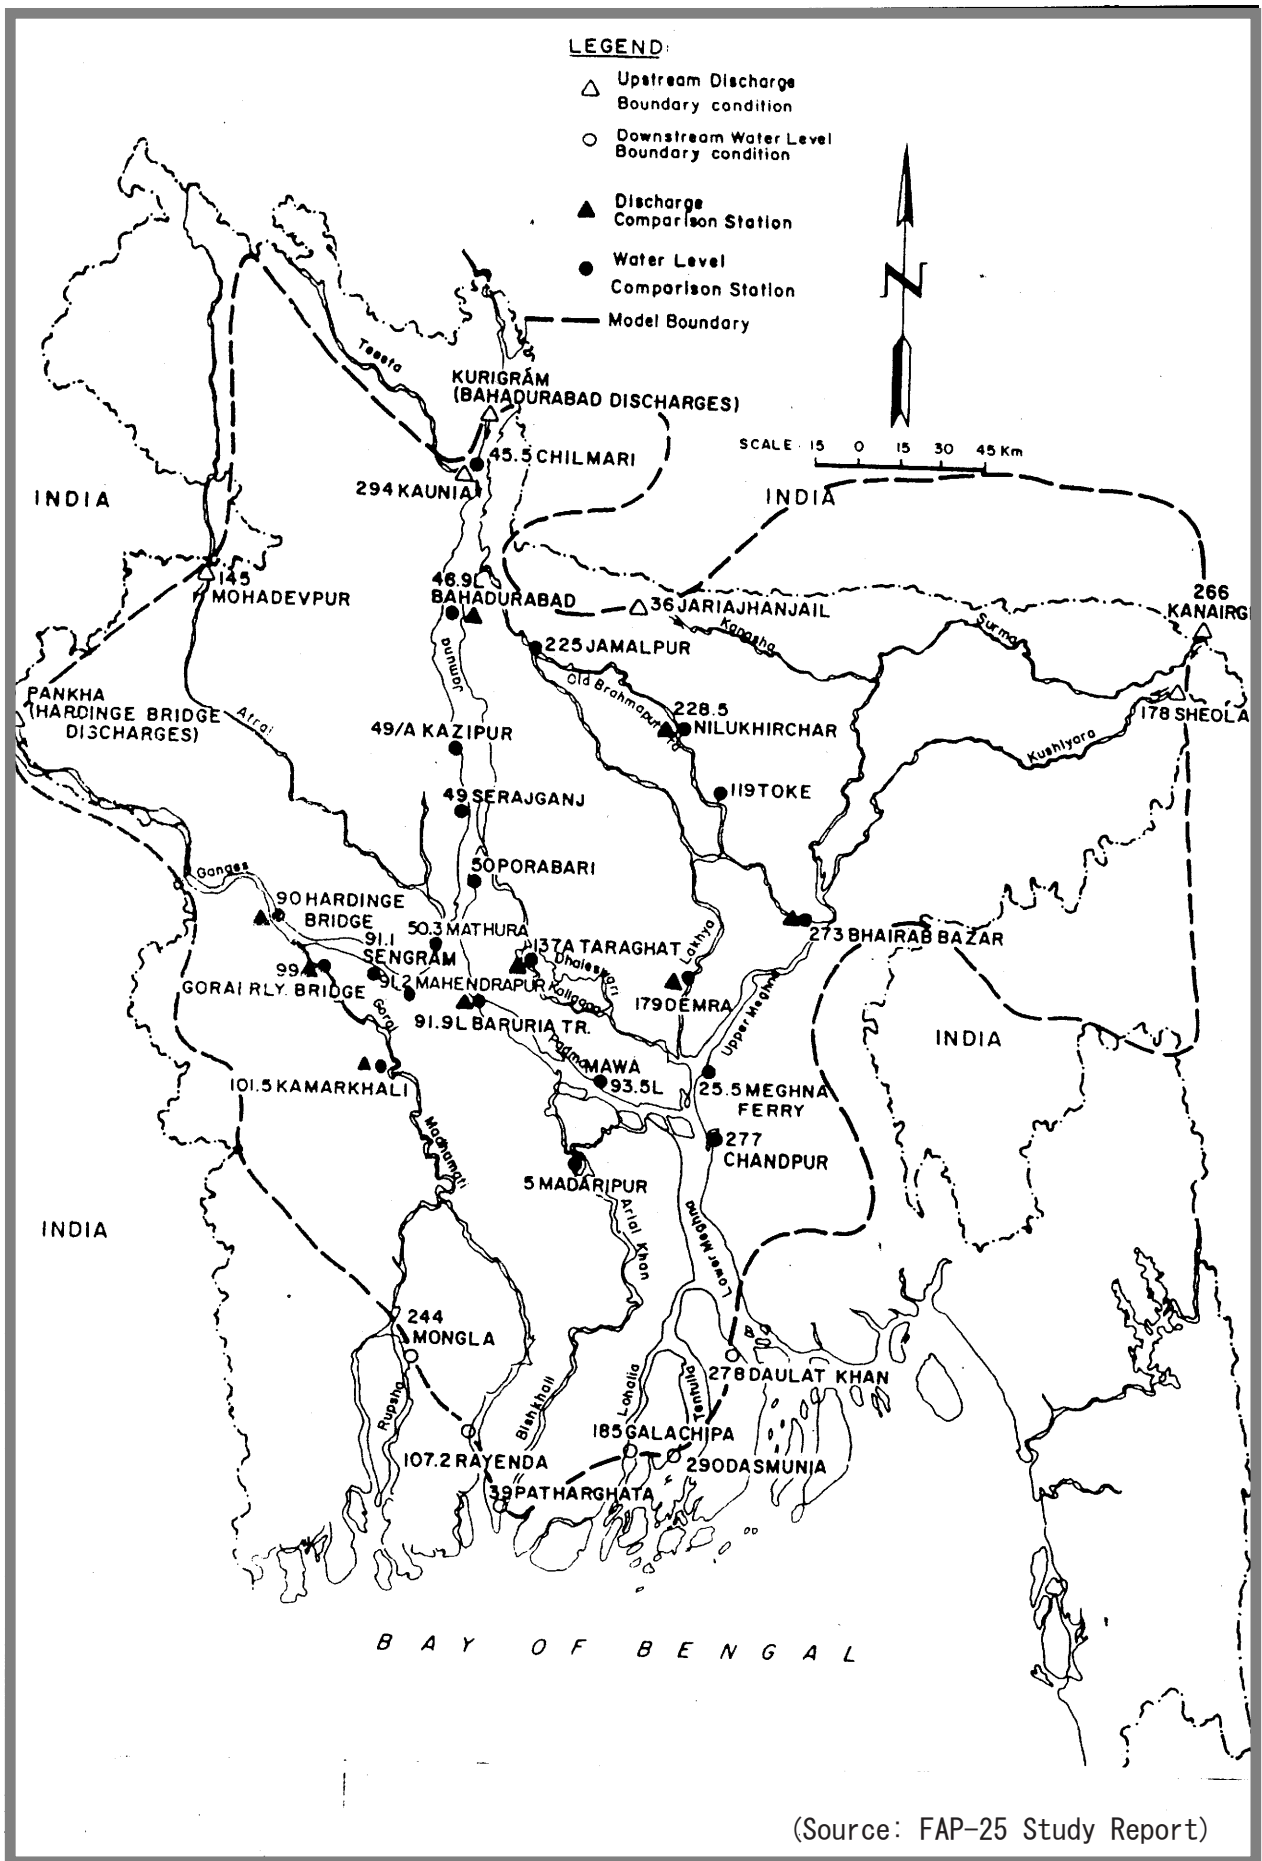 LEGEND:
Upstream Discharge
Boundary condition
Downstream Water Level
Boundary condition
Discharge
Comparison Station
Water Level
Comparison Station
Model Boundary
N
Teesta
KURIGRAM
(BAHADURABAD DISCHARGES)
SCALE : 15 0 15 30 45 Km
45.5 CHILMARI
294 KAUNIA
INDIA
INDIA
145
MOHADEVPUR
46.9L
BAHADURABAD
36 JARIAJHANJAIL
266
KANAIRG
Kangsha
Surma
225 JAMALPUR
Jamuna
Old Brahmaputra
PANKHA
(HARDINGE BRIDGE
DISCHARGES)
Atrai
178 SHEOLA
228.5
NILUKHIRCHAR
49/A KAZIPUR
Kushiyara
49 SERAJGANJ
119 TOKE
50 PORABARI
Ganges
90 HARDINGE
BRIDGE
50.3 MATHURA
91.1
SENGRAM
137A TARAGHAT
Dhaleswari
Lakhya
273 BHAIRAB BAZAR
99
GORAI RLY. BRIDGE
91.2 MAHENDRAPUR
Kaligonga
179 DEMRA
Upper Meghna
Gorai
91.9L BARURIA TR.
INDIA
Padma
MAWA
93.5L
101.5 KAMARKHALI
25.5 MEGHNA
FERRY
Madhumati
277
CHANDPUR
5 MADARIPUR
Arial Khan
Lower Meghna
INDIA
244
MONGLA
278 DAULAT KHAN
Rupsha
Bishkhali
Lohalia
Tentulia
185 GALACHIPA
107.2 RAYENDA
290 DASMUNIA
39 PATHARGHATA
BAY OF BENGAL
(Source: FAP-25 Study Report)